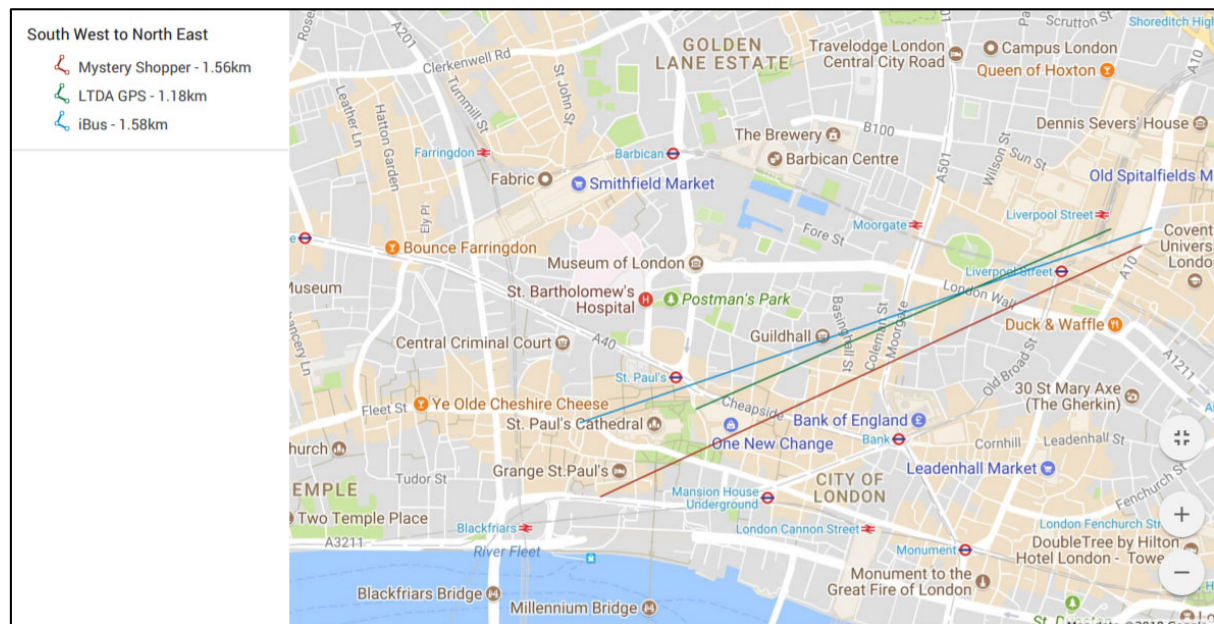 South West to North East
Mystery Shopper - 1.56km
LTDA GPS - 1.18km
iBus - 1.58km
Scrutton St
Shoreditch High
GOLDEN
LANE ESTATE
Travelodge London
Central City Road
Campus London
Queen of Hoxton
A10
A201
Clerkenwell Rd
St John St
Turnmill St
Leather Ln
Hatton Garden
Dennis Severs' House
The Brewery
B100
A501
Wilson St
Sun St
Farringdon
Barbican
Barbican Centre
Fabric
Smithfield Market
Old Spitalfields M
Ely Pl
Liverpool Street
Moorgate
Fore St
Bounce Farringdon
Covent
Univers
London
Museum of London
Liverpool Street
A10
Museum
St. Bartholomew's
Hospital
Postman's Park
London Wall
Basinghall St
Coleman St
Moorgate
Duck & Waffle
Guildhall
Central Criminal Court
A40
Old Broad St
A1211
St. Paul's
30 St Mary Axe
(The Gherkin)
Fleet St
Ye Olde Cheshire Cheese
Cheapside
St. Paul's Cathedral
One New Change
Bank of England
Bank
Cornhill
Leadenhall St
hurch
Grange St.Paul's
Leadenhall Market
Tudor St
EMPLE
Mansion House
Underground
CITY OF
LONDON
Fenchurch St
Two Temple Place
Blackfriars
London Cannon Street
London Fenchurch Stre
A3211
River Fleet
Monument
DoubleTree by Hilton
Hotel London - Towe
Monument to the
Great Fire of London
Blackfriars Bridge
Millennium Bridge